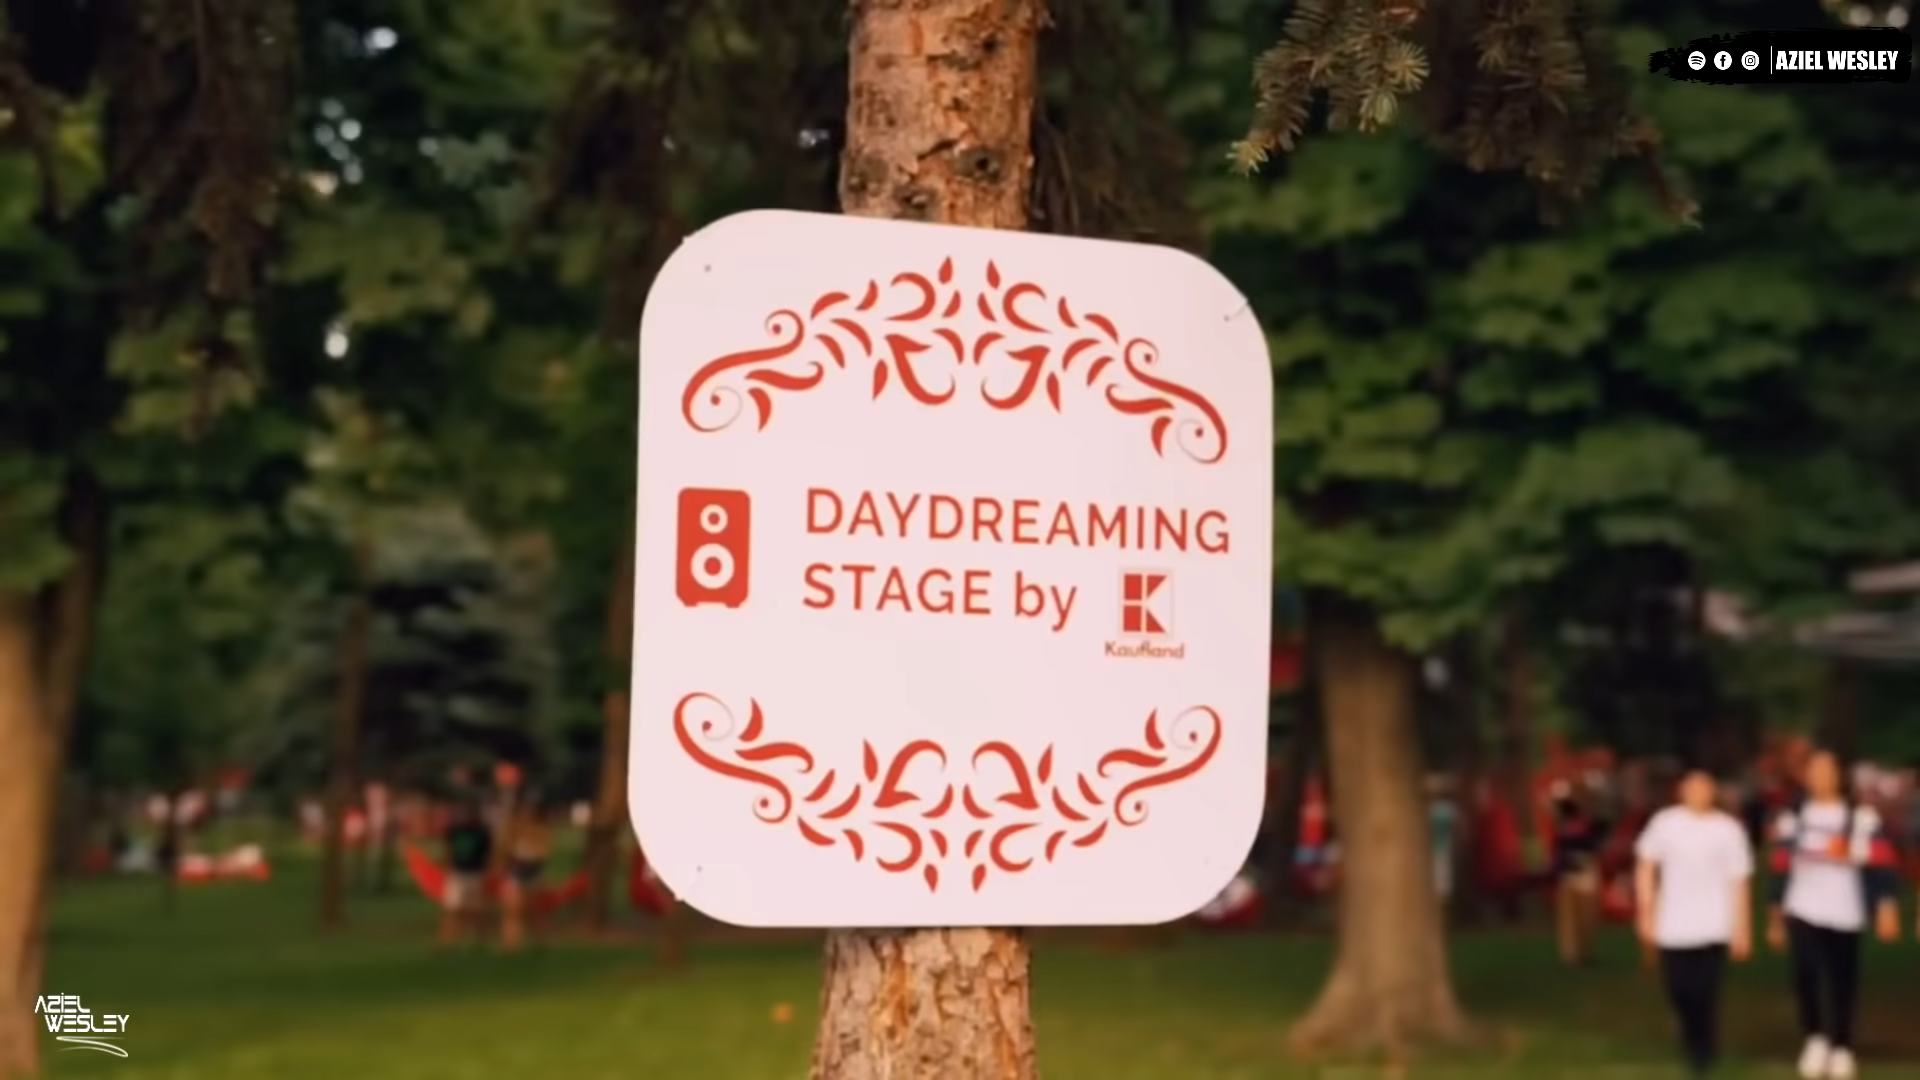 AZIEL WESLEY
DAYDREAMING
STAGE by
K
Kaufland
AZIEL
WESLEY